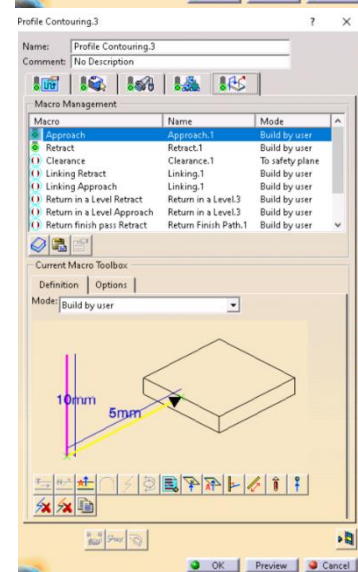 Profile Contouring.3 ? ×
Name: Profile Contouring.3
Comment: No Description
Macro Management
Macro Name Mode
Approach Approach.1 Build by user
Retract Retract.1 Build by user
Clearance Clearance.1 To safety plane
Linking Retract Linking.1 Build by user
Linking Approach Linking.1 Build by user
Return in a Level Retract Return in a Level.3 Build by user
Return in a Level Approach Return in a Level.3 Build by user
Return finish pass Retract Return Finish Path.1 Build by user
Current Macro Toolbox
Definition Options
Mode: Build by user
10mm
5mm
OK Preview Cancel